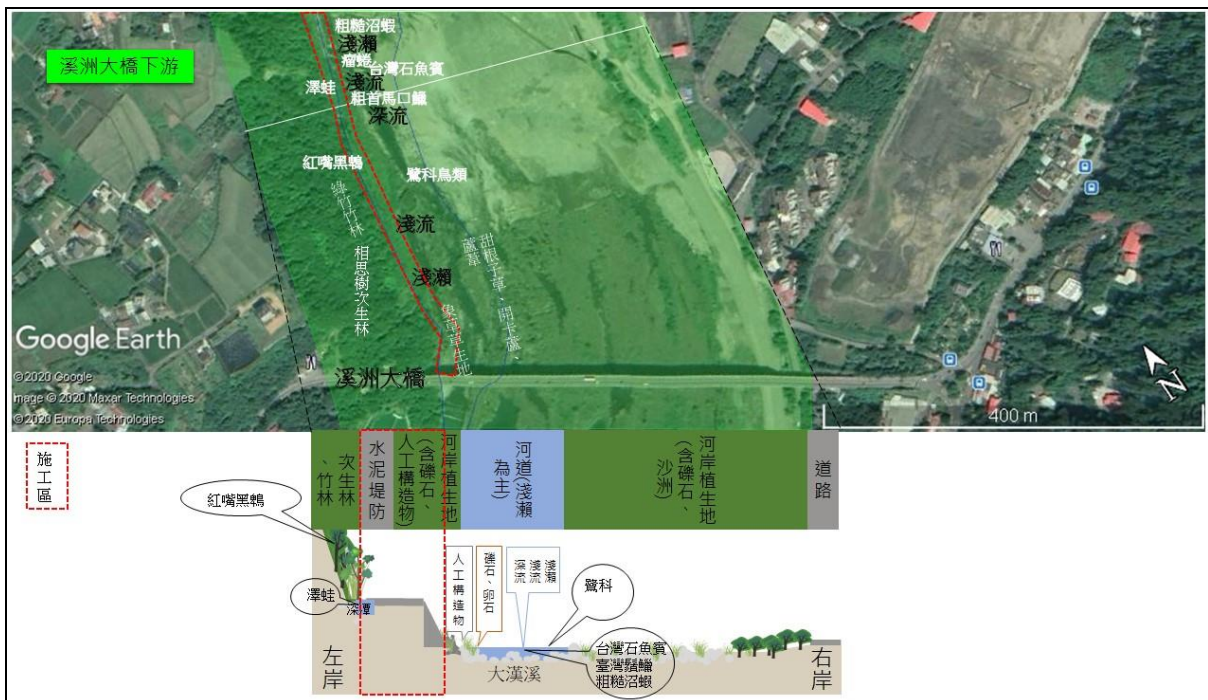 溪洲大橋下游
粗糙沼蝦
淺瀨
瘤蜷
台灣石魚賓
淺流
澤蛙
粗首馬口鱲
深流
紅嘴黑鵯
鷺科鳥類
綠竹竹林
淺流
相思樹次生林
甜根子草、開卡蘆、
蘆葦
淺瀨
象草草生地
溪洲大橋
Google Earth
© 2020 Google
Image © 2020 Maxar Technologies
© 2020 Europa Technologies
N
400 m
施工區
次生林
、竹林
水泥堤防
河岸植生地
(含礫石、
人工構造物)
河道(淺瀨
為主)
河岸植生地
(含礫石、
沙洲)
道路
紅嘴黑鵯
澤蛙
深潭
人工構造物
礫石、卵石
淺瀨
淺流
深流
鷺科
台灣石魚賓
臺灣鬚鱲
粗糙沼蝦
左岸
大漢溪
右岸